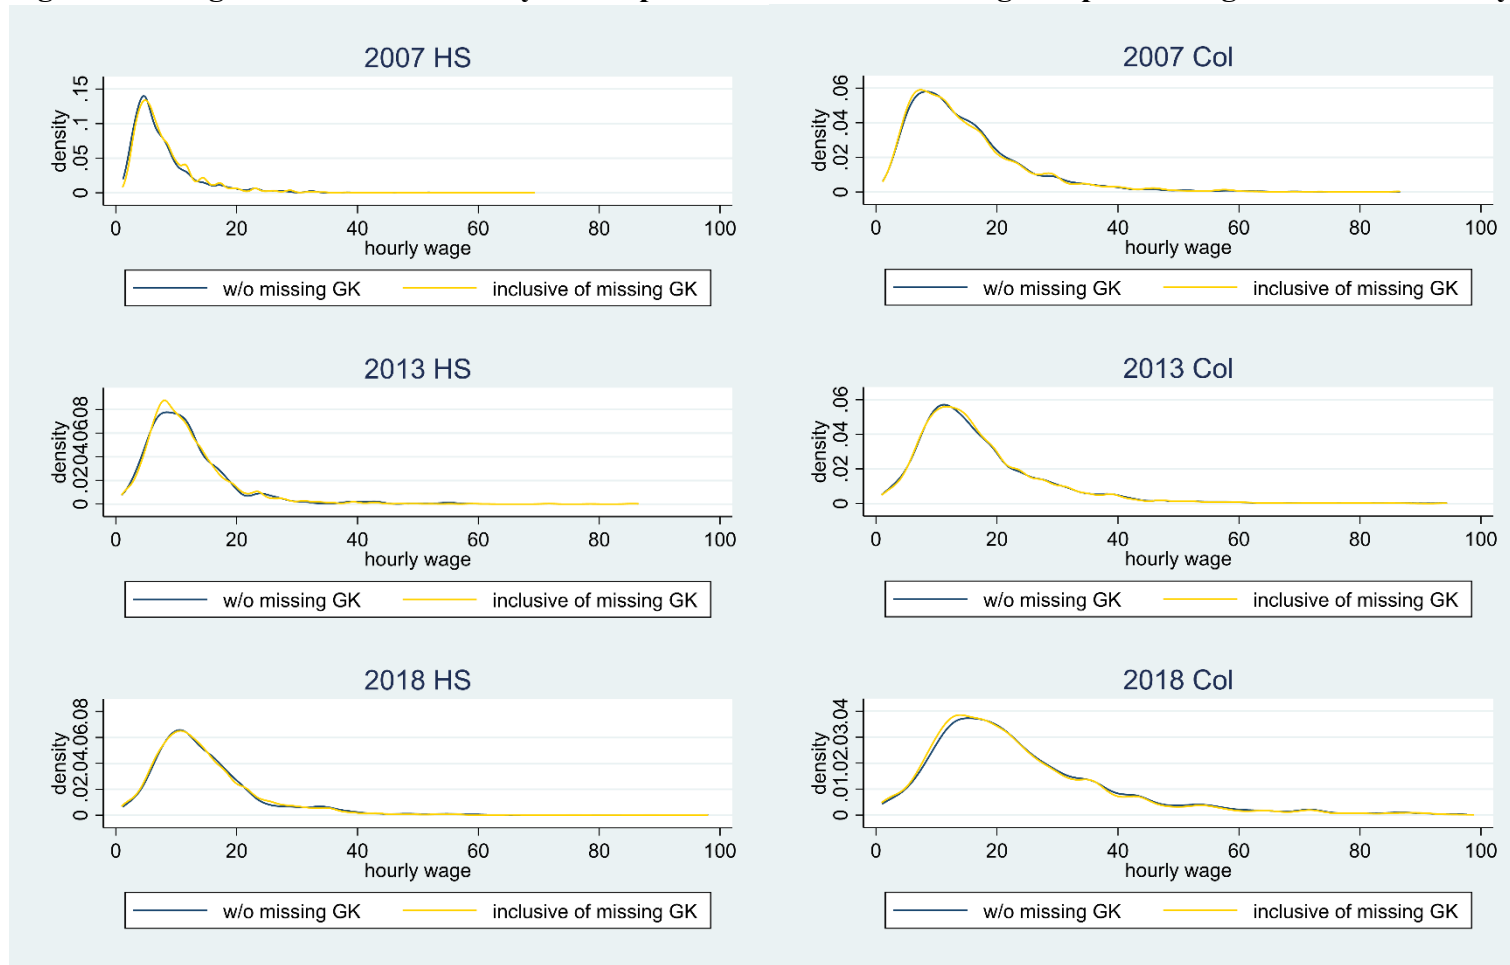 2007 HS
density
0 .05 .1 .15
0 20 40 60 80 100
hourly wage
w/o missing GK inclusive of missing GK
2007 Col
density
0 .02 .04 .06
0 20 40 60 80 100
hourly wage
w/o missing GK inclusive of missing GK
2013 HS
density
0 .02 .04 .06 .08
0 20 40 60 80 100
hourly wage
w/o missing GK inclusive of missing GK
2013 Col
density
0 .02 .04 .06
0 20 40 60 80 100
hourly wage
w/o missing GK inclusive of missing GK
2018 HS
density
0 .02 .04 .06 .08
0 20 40 60 80 100
hourly wage
w/o missing GK inclusive of missing GK
2018 Col
density
0 .01 .02 .03 .04
0 20 40 60 80 100
hourly wage
w/o missing GK inclusive of missing GK